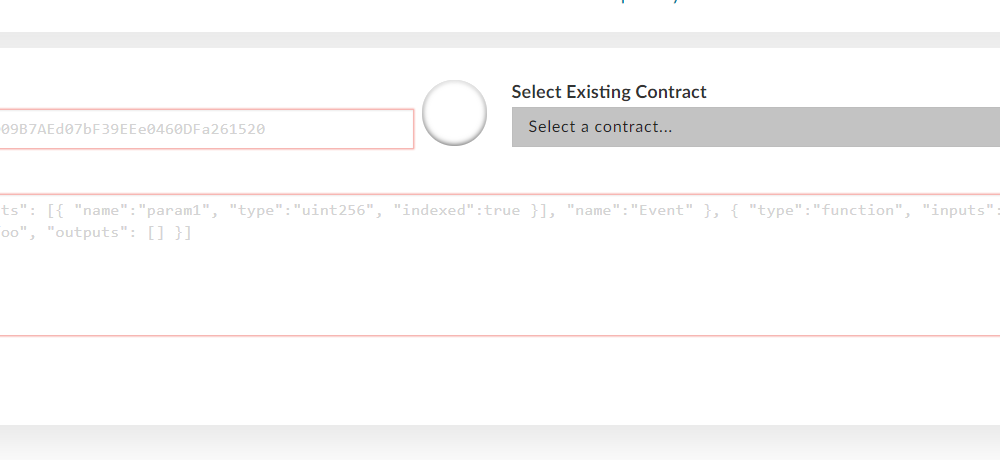 Select Existing Contract
09B7AEd07bF39EEe0460DFa261520
Select a contract...
ts": [{ "name":"param1", "type":"uint256", "indexed":true }], "name":"Event" }, { "type":"function", "inputs":
oo", "outputs": [] }]